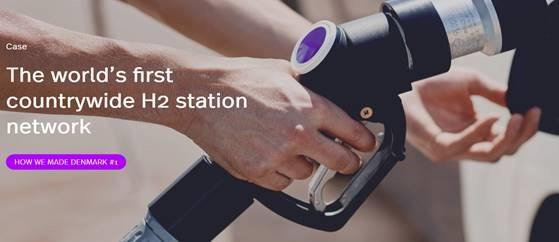 Case
The world's first
countrywide H2 station
network
HOW WE MADE DENMARK #1